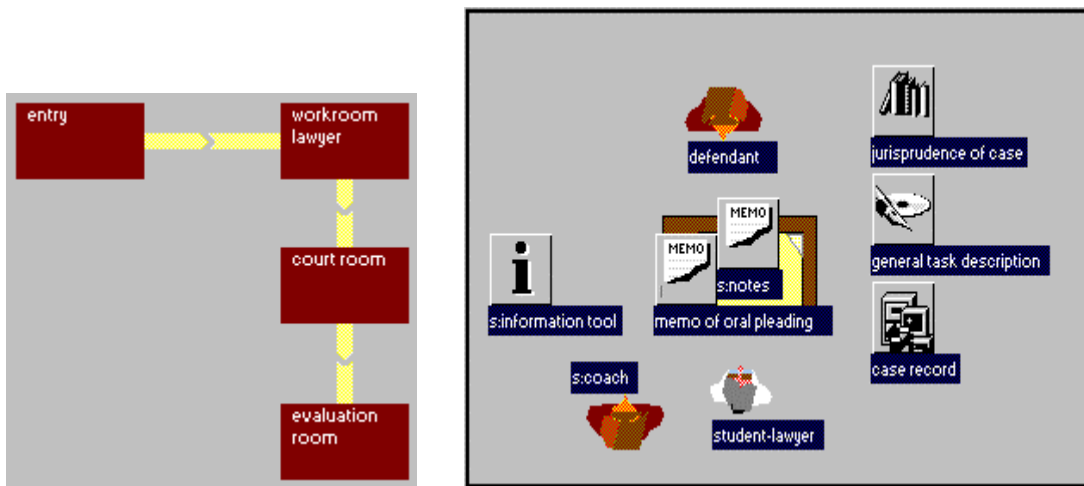 entry
workroom
lawyer
court room
evaluation
room
defendant
jurisprudence of case
MEMO
MEMO
s:notes
general task description
s:information tool
memo of oral pleading
case record
s:coach
student-lawyer